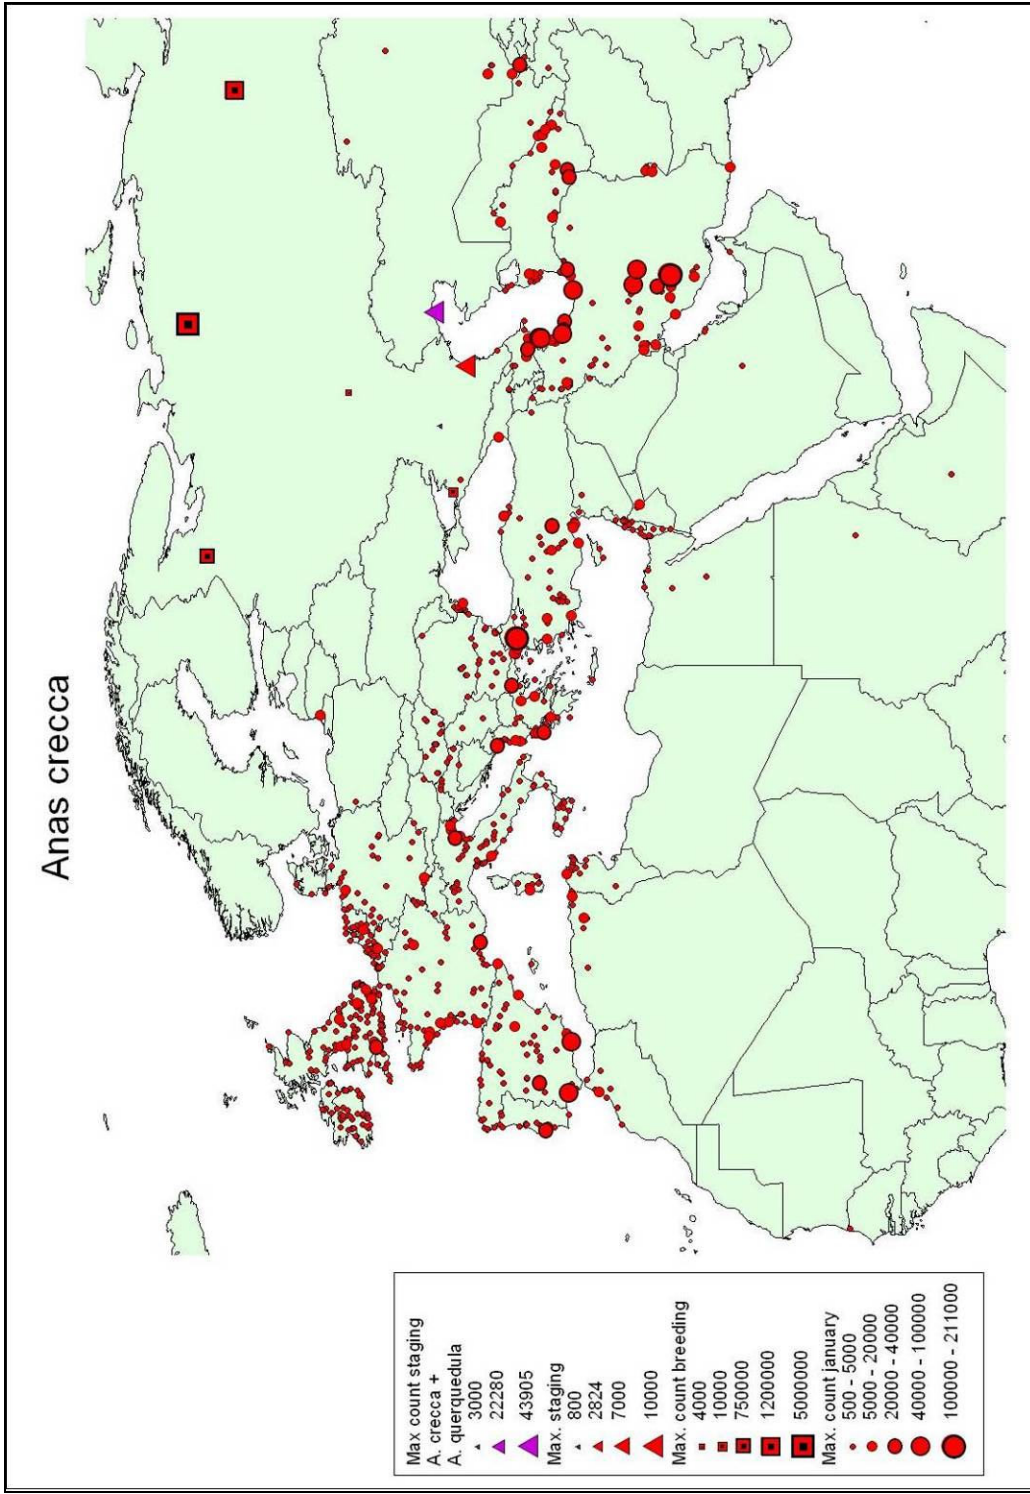 Anas crecca
Max count staging
A. crecca +
A. querquedula
3000
22280
43905
Max. staging
800
2824
7000
10000
Max. count breeding
4000
10000
750000
1200000
5000000
Max. count january
500 - 5000
5000 - 20000
20000 - 40000
40000 - 100000
100000 - 211000